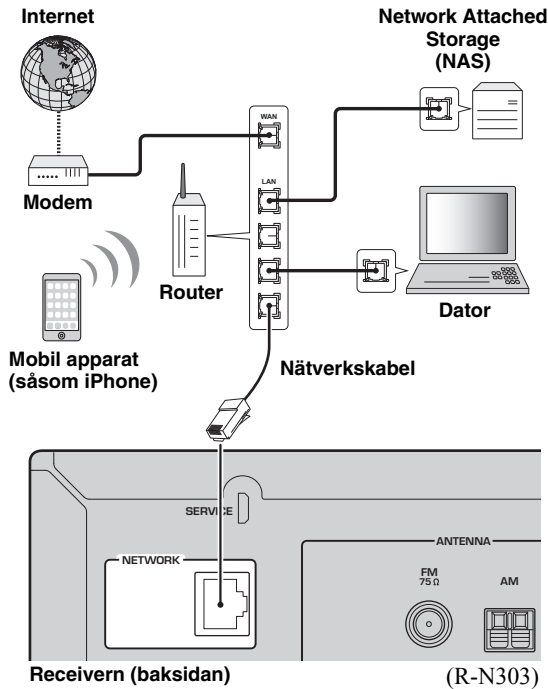 Internet
Network Attached
Storage
(NAS)
WAN
LAN
Modem
Router
Dator
Mobil apparat
(såsom iPhone)
Nätverkskabel
SERVICE
NETWORK
ANTENNA
FM
75 Ω
AM
Receivern (baksidan)
(R-N303)